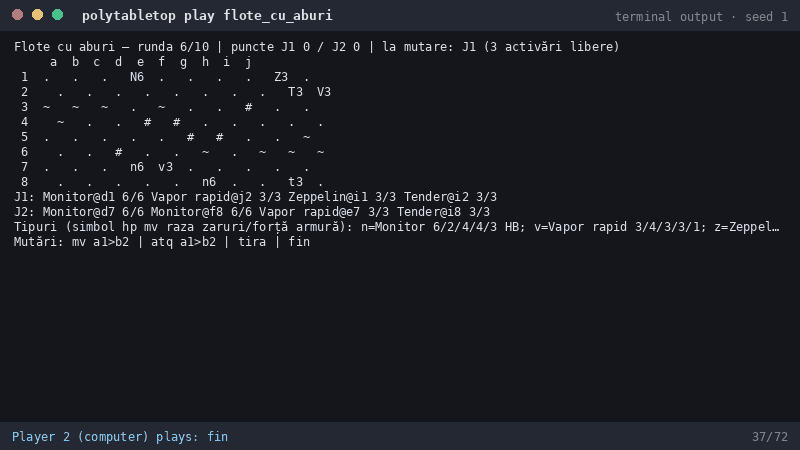 polytabletop play flote_cu_aburi
terminal output · seed 1
Flote cu aburi — runda 6/10 | puncte J1 0 / J2 0 | la mutare: J1 (3 activări libere)
a b c d e f g h i j
1 . . . N6 . . . . Z3 .
2 . . . . . . . . T3 V3
3 ~ ~ ~ . ~ . . # . .
4 ~ . . # # . . . . .
5 . . . . . # # . . ~
6 . . # . . ~ . ~ ~ ~
7 . . . n6 v3 . . . . .
8 . . . . . n6 . . t3 .
J1: Monitor@d1 6/6 Vapor rapid@j2 3/3 Zeppelin@i1 3/3 Tender@i2 3/3
J2: Monitor@d7 6/6 Monitor@f8 6/6 Vapor rapid@e7 3/3 Tender@i8 3/3
Tipuri (simbol hp mv raza zaruri/forță armură): n=Monitor 6/2/4/4/3 HB; v=Vapor rapid 3/4/3/3/1; z=Zeppel…
Mutări: mv a1>b2 | atq a1>b2 | tira | fin
Player 2 (computer) plays: fin
37/72